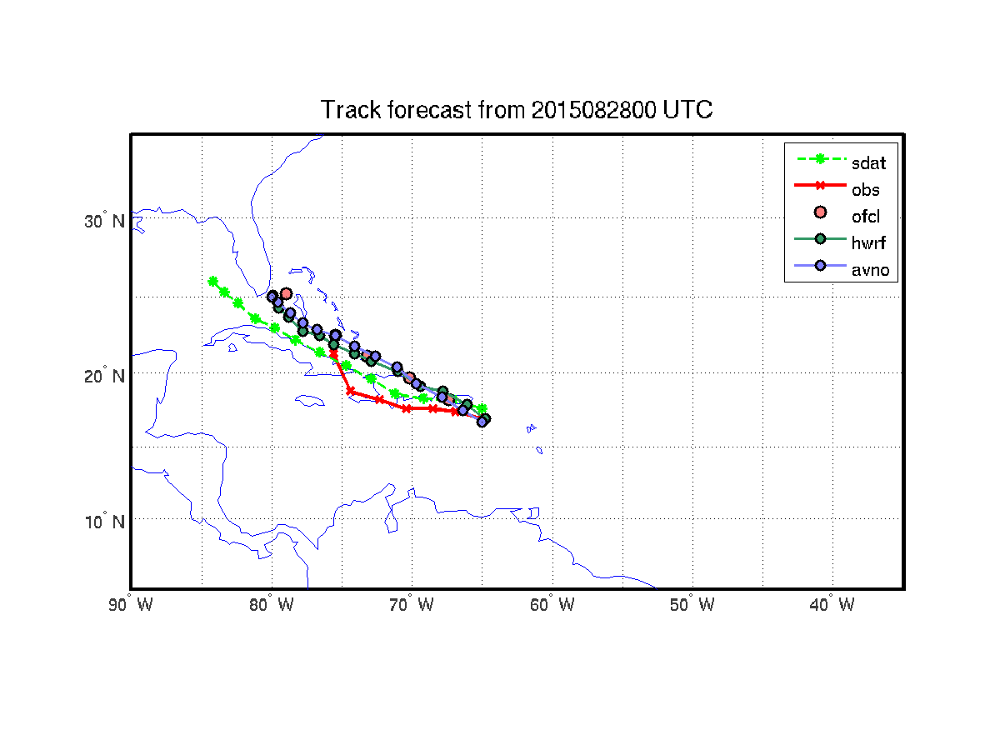 Track forecast from 2015082800 UTC
sdat
obs
ofcl
hwrf
avno
30° N
20° N
10° N
90° W 80° W 70° W 60° W 50° W 40° W